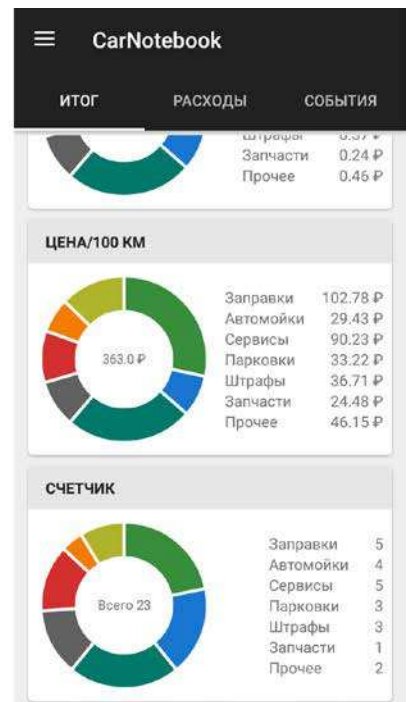 CarNotebook
ИТОГ РАСХОДЫ СОБЫТИЯ
Запчасти 0.24 ₽
Прочее 0.46 ₽
ЦЕНА/100 КМ
363.0 ₽
Заправки 102.78 ₽
Автомойки 29.43 ₽
Сервисы 90.23 ₽
Парковки 33.22 ₽
Штрафы 36.71 ₽
Запчасти 24.48 ₽
Прочее 46.15 ₽
СЧЕТЧИК
Всего 23
Заправки 5
Автомойки 4
Сервисы 5
Парковки 3
Штрафы 3
Запчасти 1
Прочее 2